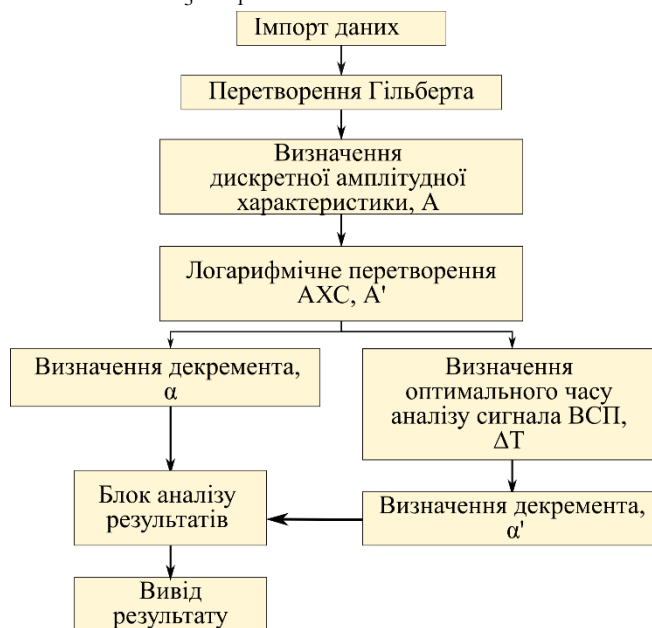 Імпорт даних
Перетворення Гільберта
Визначення
дискретної амплітудної
характеристики, А
Логарифмічне перетворення
АХС, А'
Визначення декремента,
α
Визначення
оптимального часу
аналізу сигнала ВСП,
ΔT
Блок аналізу
результатів
Визначення декремента,
α'
Вивід
результату